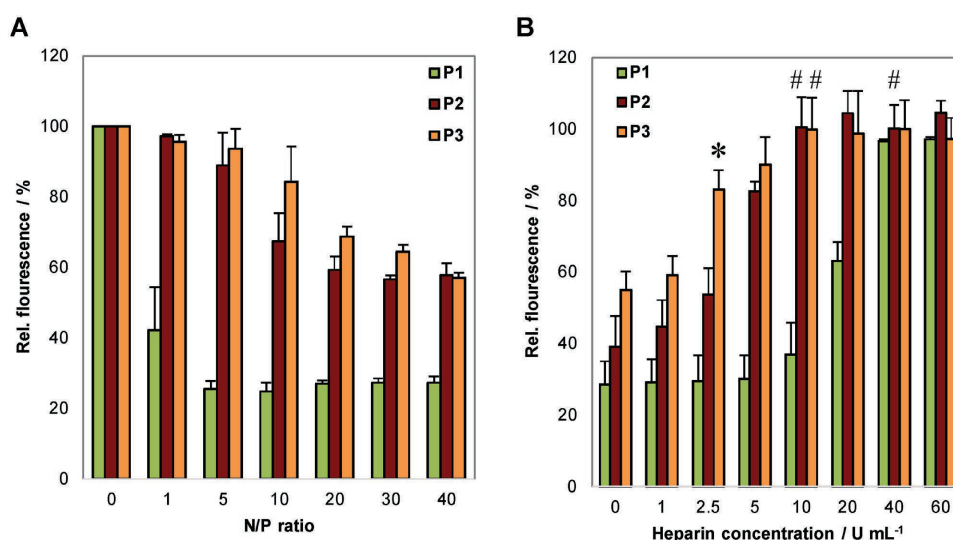 A
120
100
80
60
40
20
0
Rel. flourescence / %
P1
P2
P3
0 1 5 10 20 30 40
N/P ratio
B
120
100
80
60
40
20
0
Rel. flourescence / %
P1
P2
P3
*
# #
#
0 1 2.5 5 10 20 40 60
Heparin concentration / U mL⁻¹